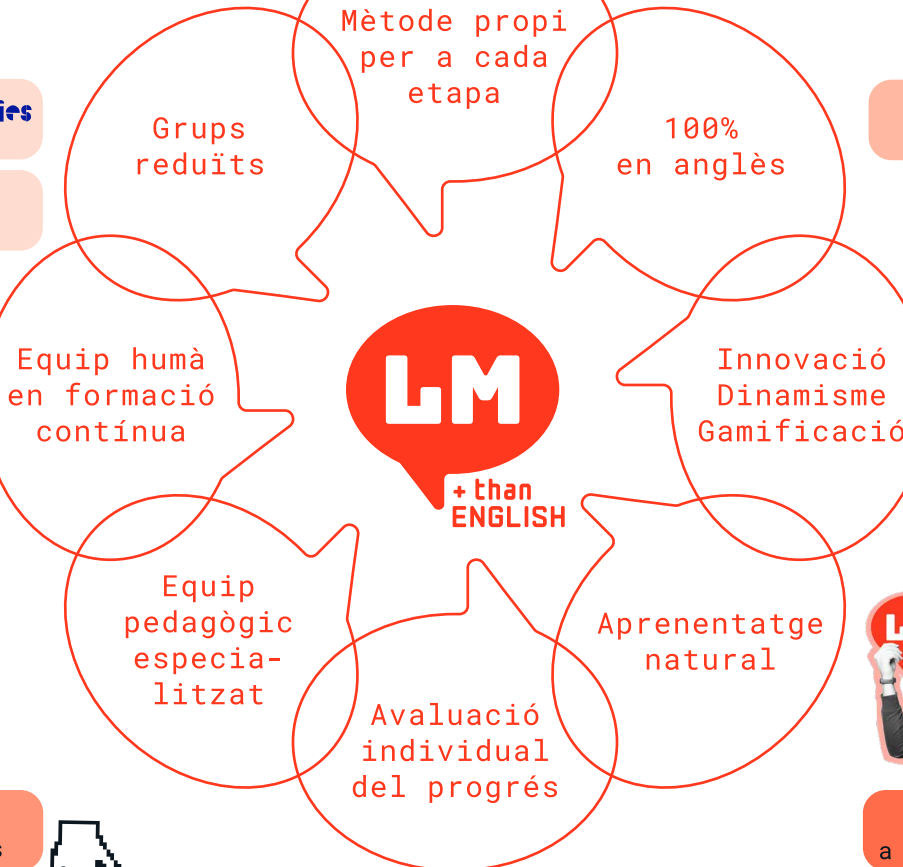 Mètode propi
per a cada
etapa
Grups
reduïts
100%
en anglès
Equip humà
en formació
contínua
Innovació
Dinamisme
Gamificació
LM
+ than
ENGLISH
Equip
pedagògic
especia-
litzat
Aprenentatge
natural
Avaluació
individual
del progrés
a